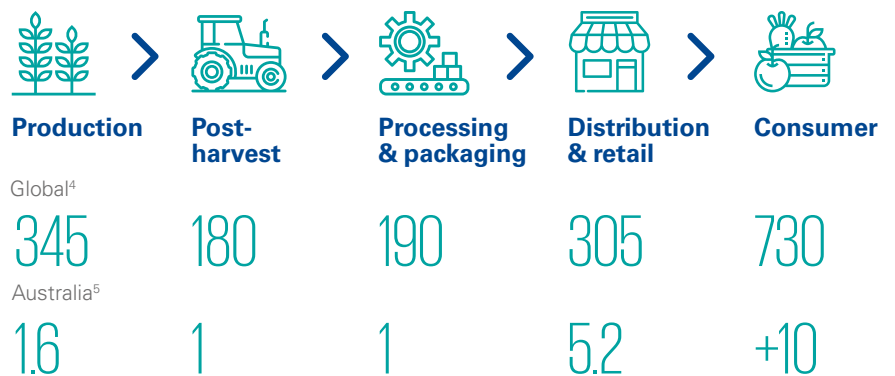 Production
Post-
harvest
Processing
& packaging
Distribution
& retail
Consumer
Global⁴
345 180 190 305 730
Australia⁵
1.6 1 1 5.2 +10